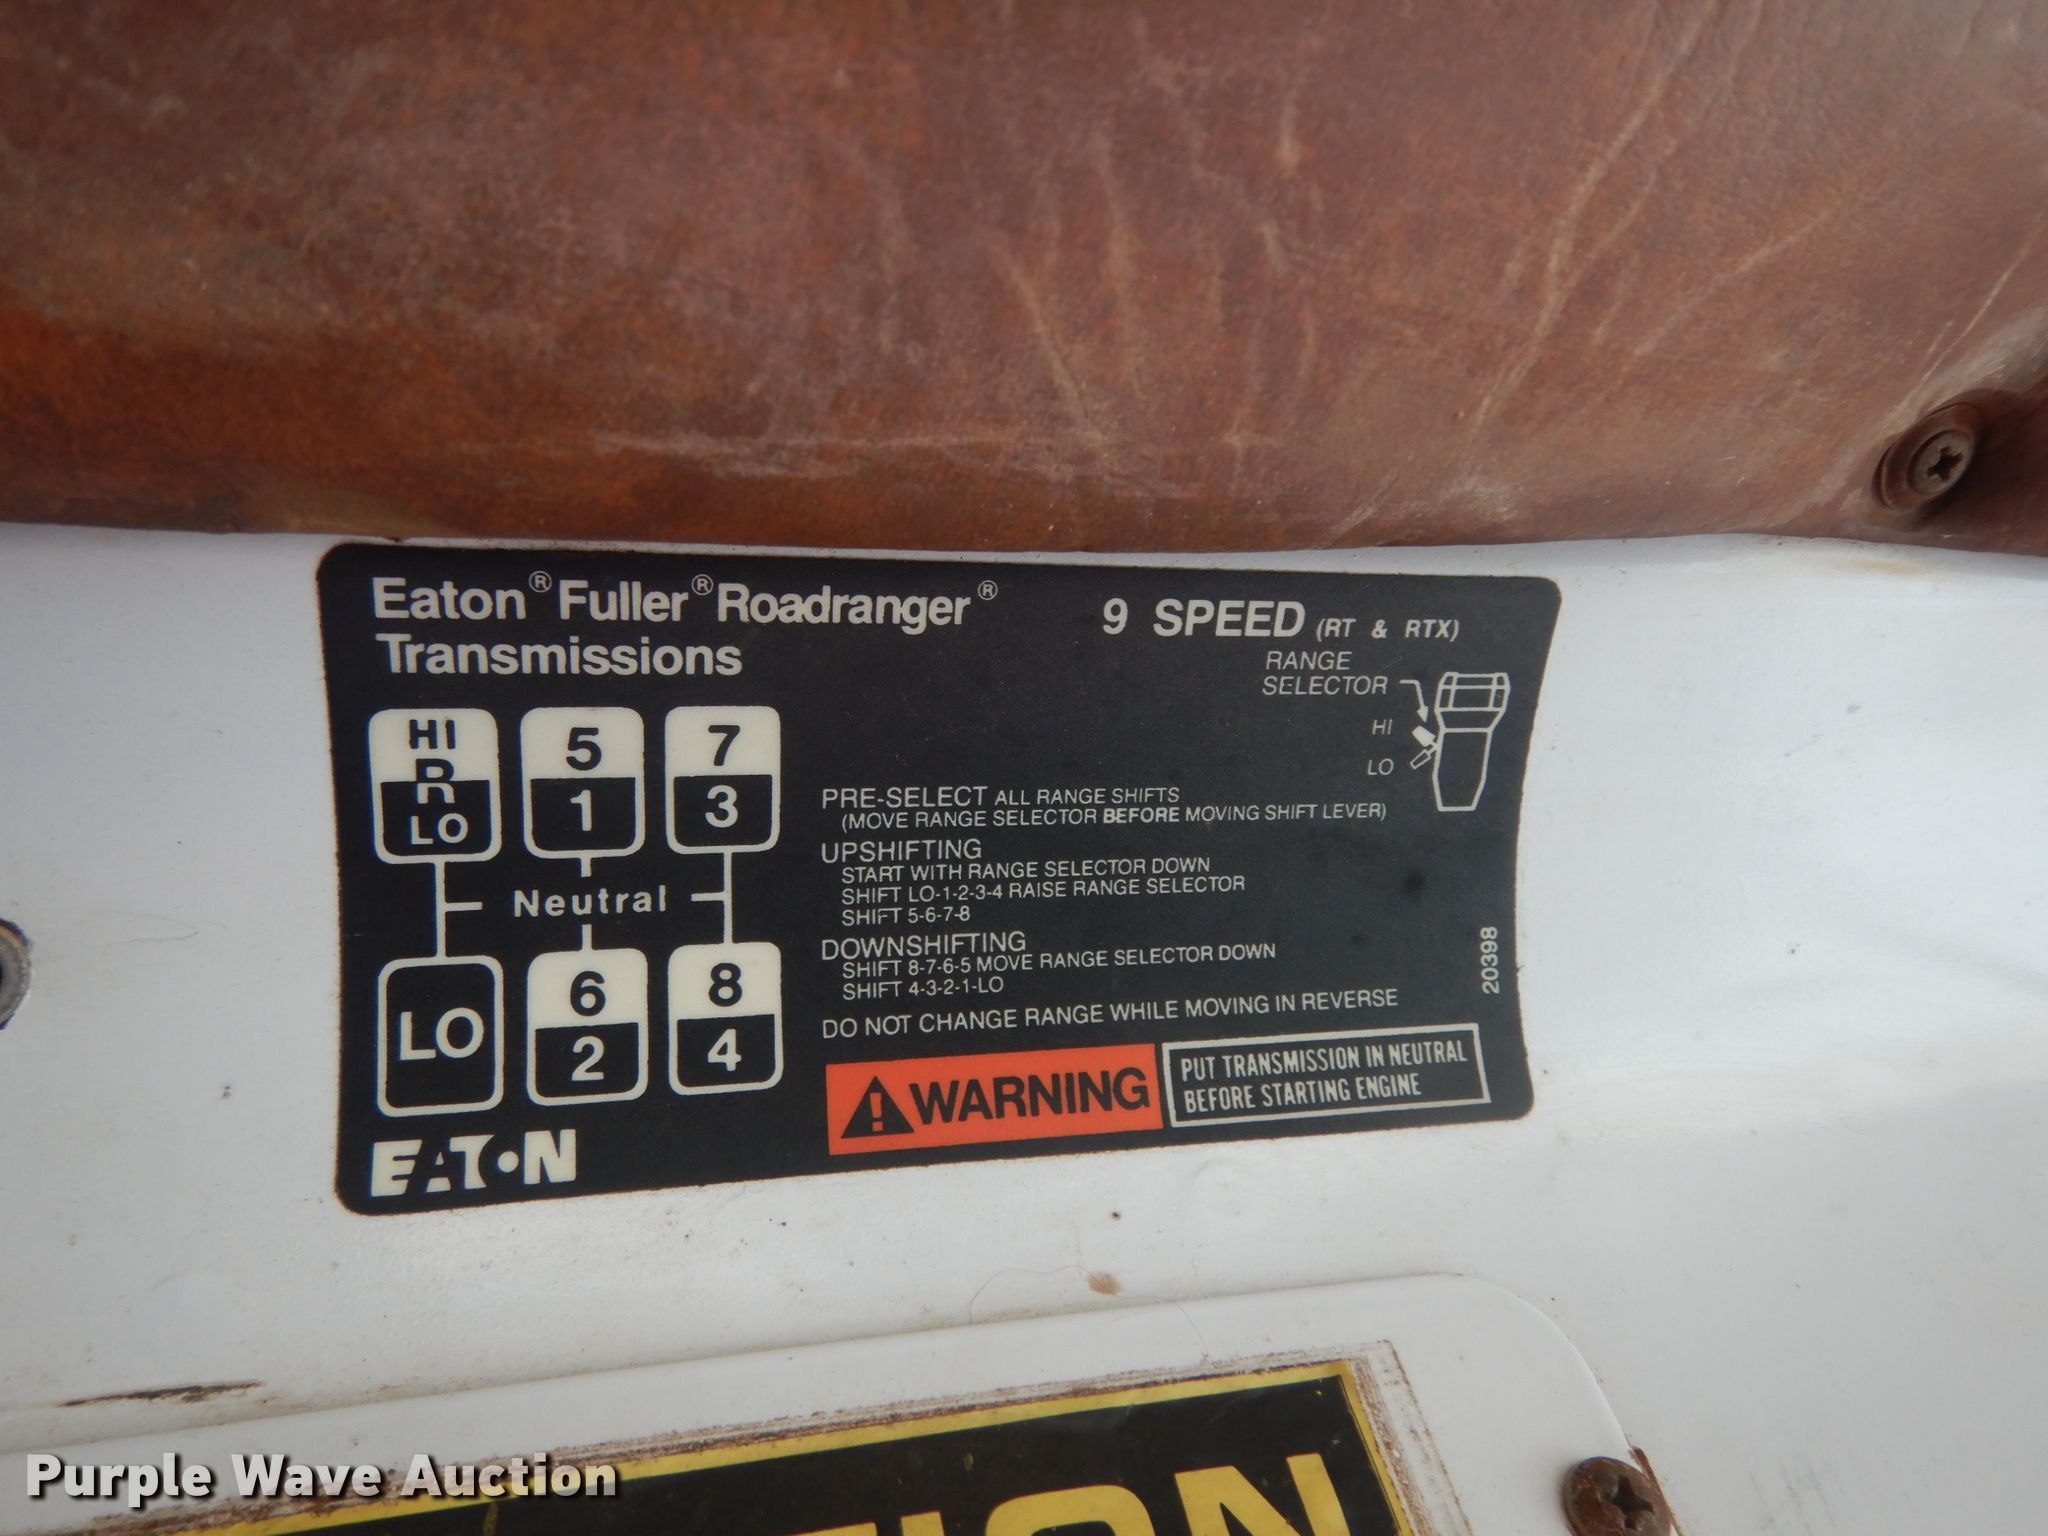 Eaton® Fuller® Roadranger®
Transmissions
9 SPEED (RT & RTX)
RANGE
SELECTOR
HI
LO
HI
R
LO
5
1
7
3
Neutral
LO
6
2
8
4
PRE-SELECT ALL RANGE SHIFTS
(MOVE RANGE SELECTOR BEFORE MOVING SHIFT LEVER)
UPSHIFTING
START WITH RANGE SELECTOR DOWN
SHIFT LO-1-2-3-4 RAISE RANGE SELECTOR
SHIFT 5-6-7-8
DOWNSHIFTING
SHIFT 8-7-6-5 MOVE RANGE SELECTOR DOWN
SHIFT 4-3-2-1-LO
DO NOT CHANGE RANGE WHILE MOVING IN REVERSE
20398
WARNING
PUT TRANSMISSION IN NEUTRAL
BEFORE STARTING ENGINE
EATON
Purple Wave Auction